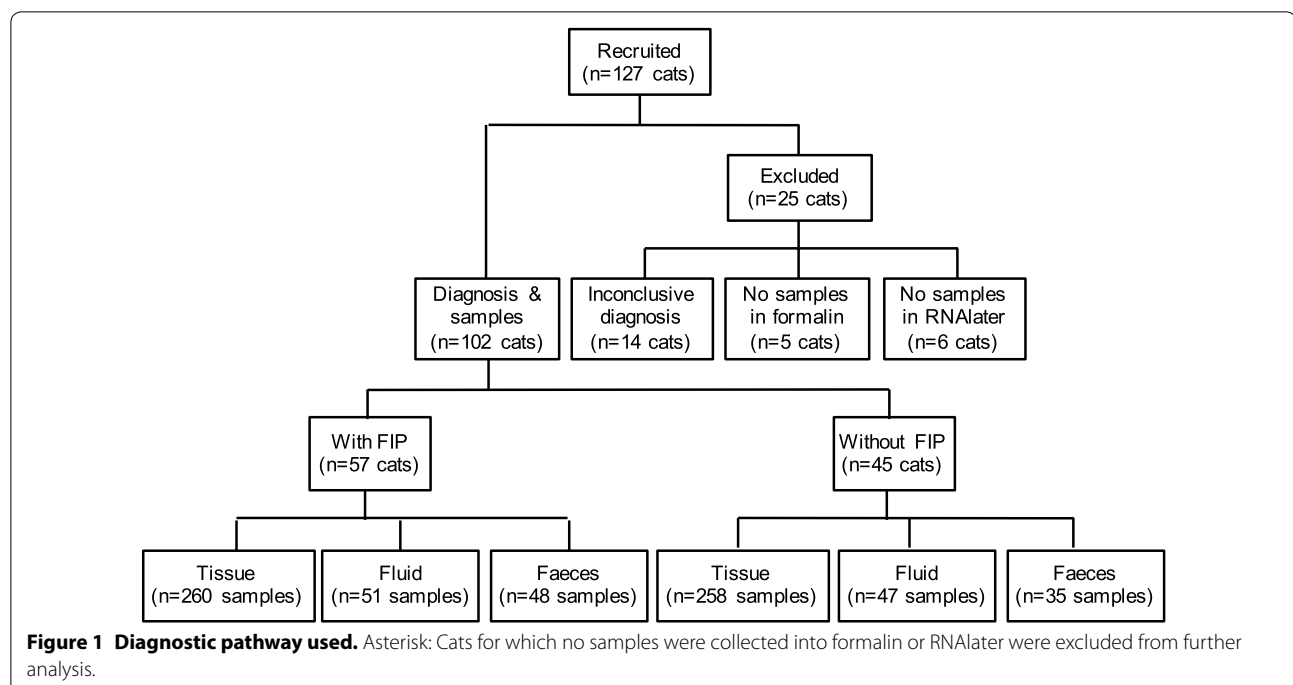 Recruited
(n=127 cats)
Excluded
(n=25 cats)
Diagnosis &
samples
(n=102 cats)
Inconclusive
diagnosis
(n=14 cats)
No samples
in formalin
(n=5 cats)
No samples
in RNAlater
(n=6 cats)
With FIP
(n=57 cats)
Without FIP
(n=45 cats)
Tissue
(n=260 samples)
Fluid
(n=51 samples)
Faeces
(n=48 samples)
Tissue
(n=258 samples)
Fluid
(n=47 samples)
Faeces
(n=35 samples)
Figure 1 Diagnostic pathway used. Asterisk: Cats for which no samples were collected into formalin or RNAlater were excluded from further
analysis.